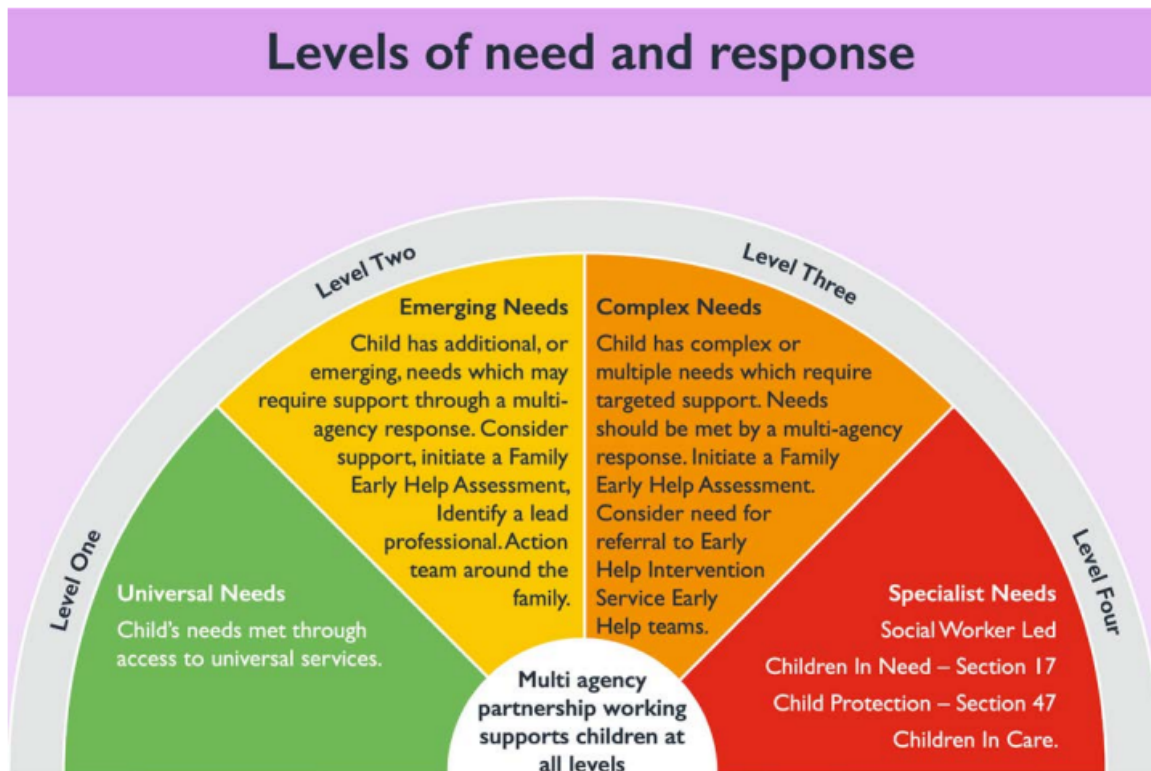 Levels of need and response
Level One
Universal Needs
Child's needs met through
access to universal services.
Level Two
Emerging Needs
Child has additional, or
emerging, needs which may
require support through a multi-
agency response. Consider
support, initiate a Family
Early Help Assessment,
Identify a lead
professional. Action
team around the
family.
Level Three
Complex Needs
Child has complex or
multiple needs which require
targeted support. Needs
should be met by a multi-agency
response. Initiate a Family
Early Help Assessment.
Consider need for
referral to Early
Help Intervention
Service Early
Help teams.
Level Four
Specialist Needs
Social Worker Led
Children In Need – Section 17
Child Protection – Section 47
Children In Care.
Multi agency
partnership working
supports children at
all levels